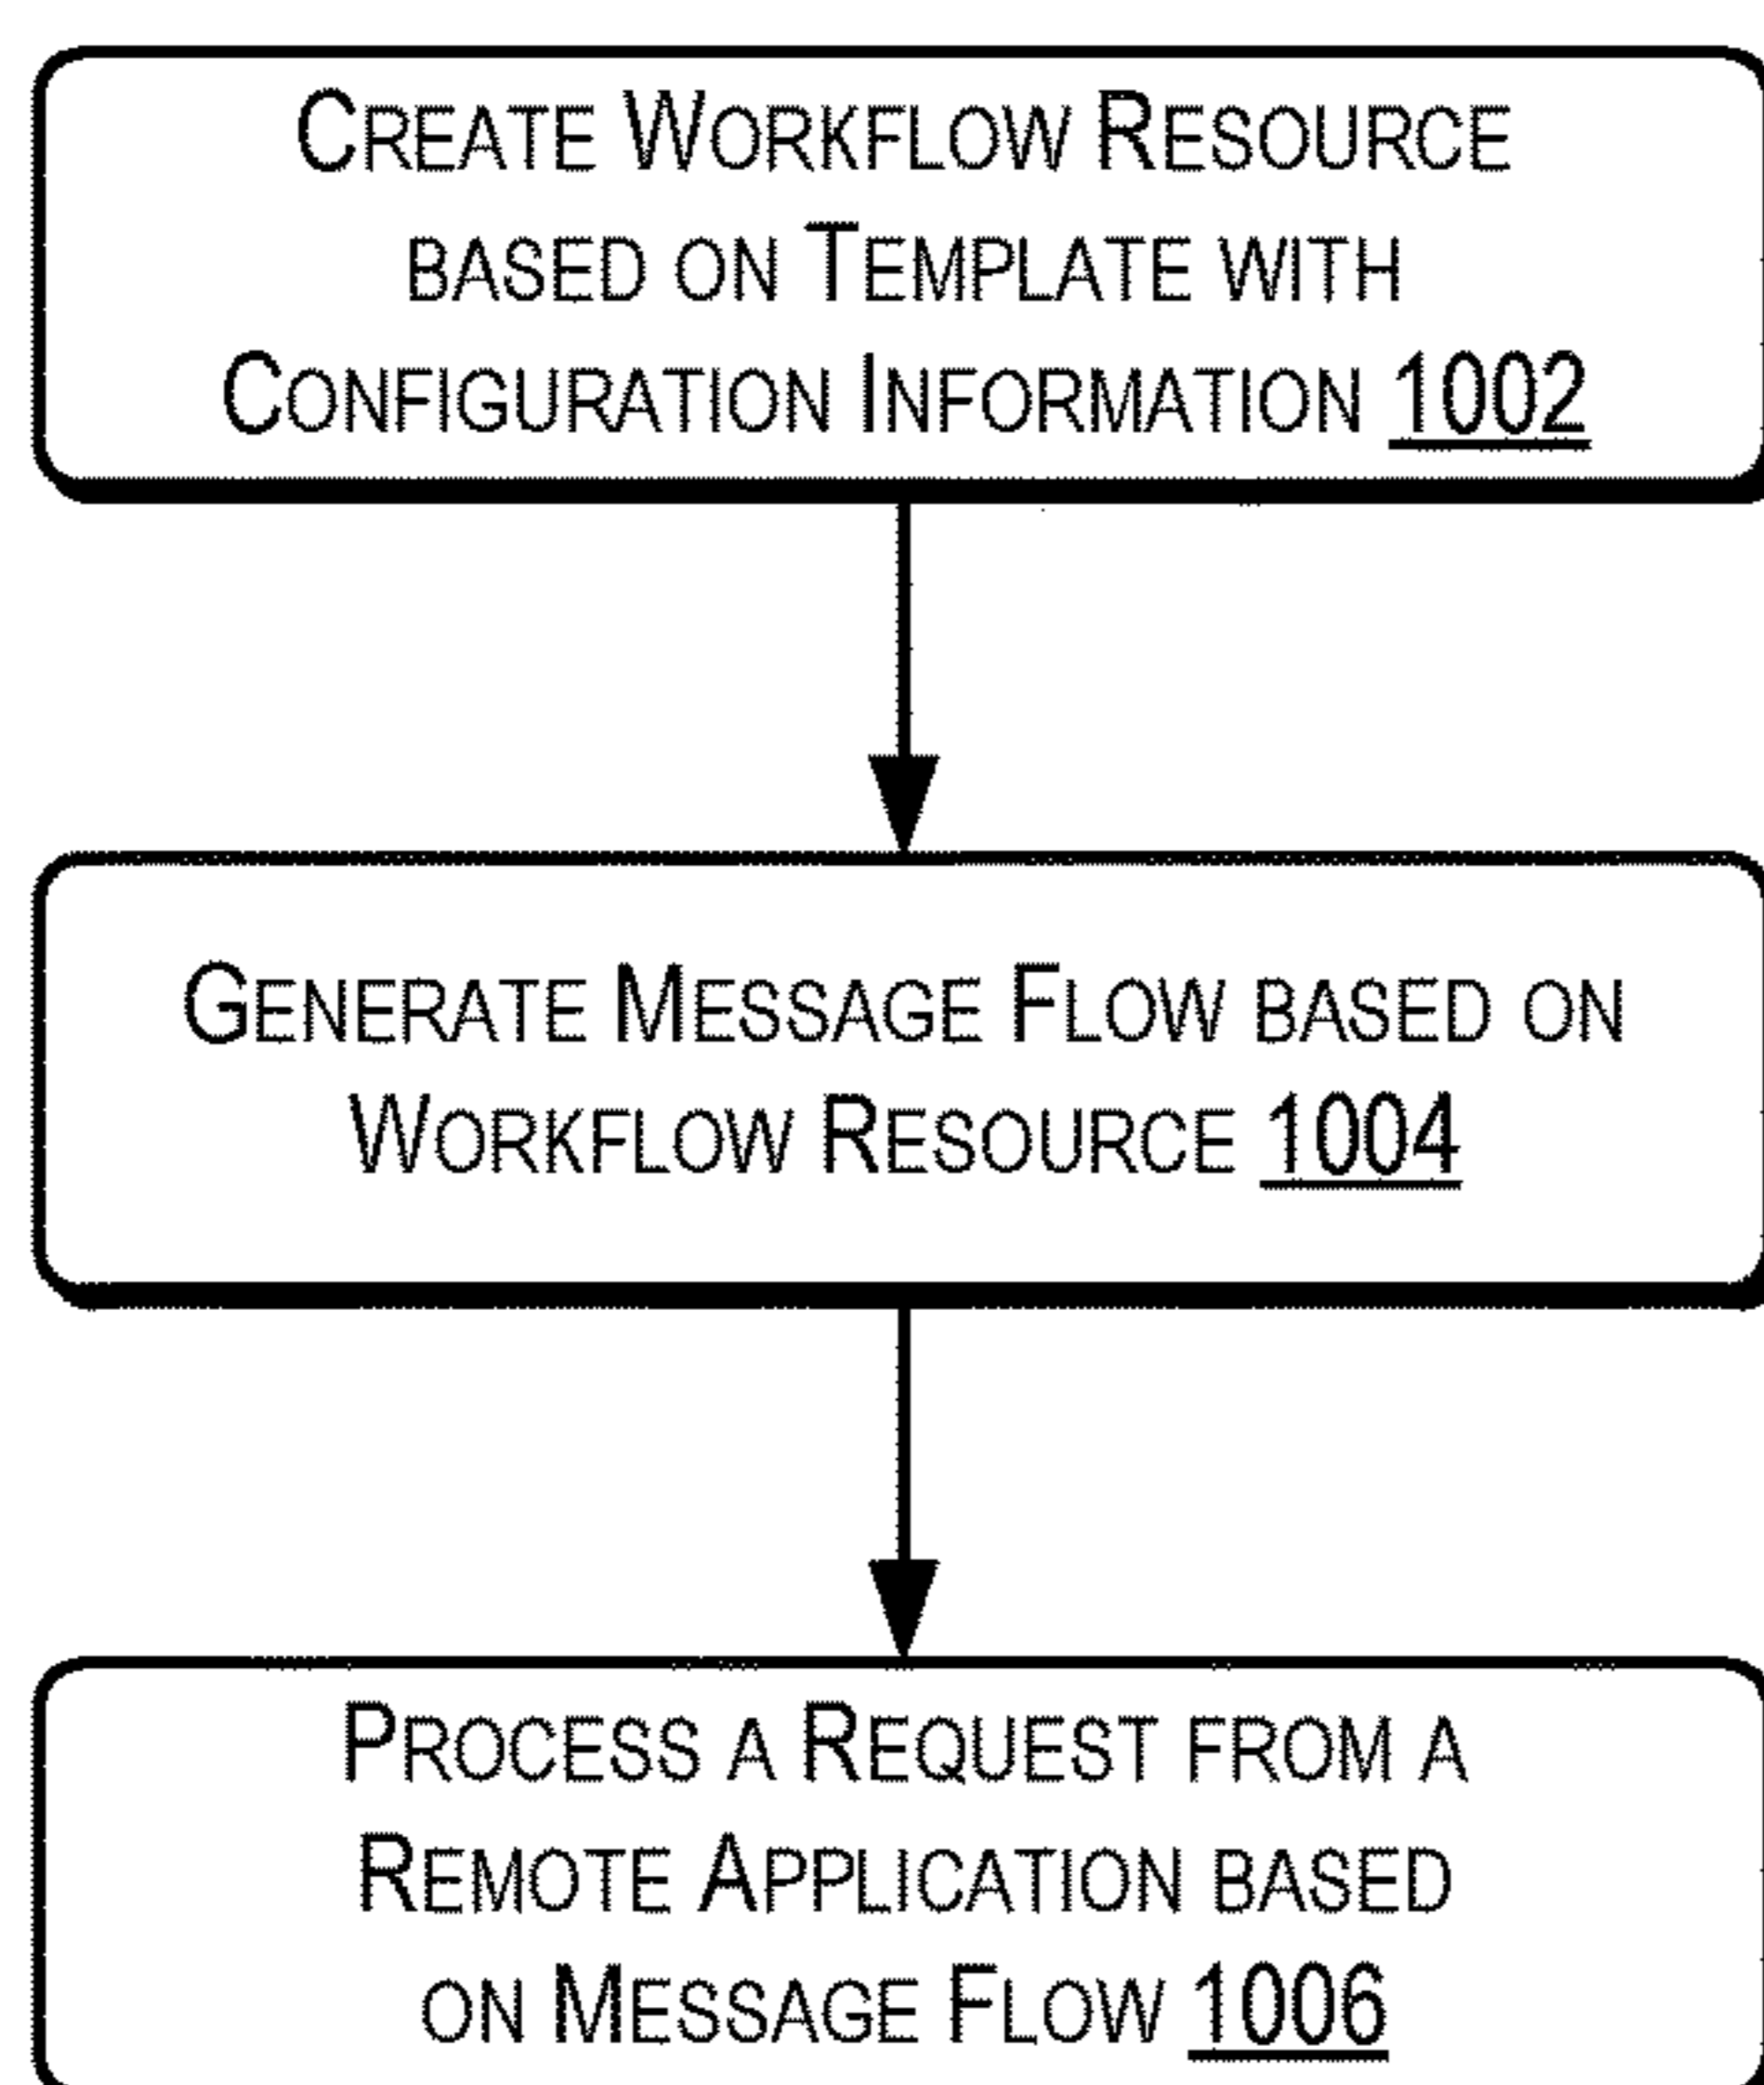 CREATE WORKFLOW RESOURCE
BASED ON TEMPLATE WITH
CONFIGURATION INFORMATION 1002
GENERATE MESSAGE FLOW BASED ON
WORKFLOW RESOURCE 1004
PROCESS A REQUEST FROM A
REMOTE APPLICATION BASED
ON MESSAGE FLOW 1006